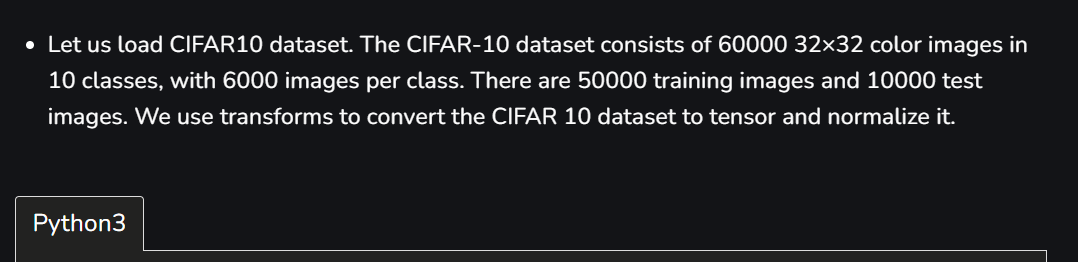 • Let us load CIFAR10 dataset. The CIFAR-10 dataset consists of 60000 32×32 color images in
10 classes, with 6000 images per class. There are 50000 training images and 10000 test
images. We use transforms to convert the CIFAR 10 dataset to tensor and normalize it.
Python3